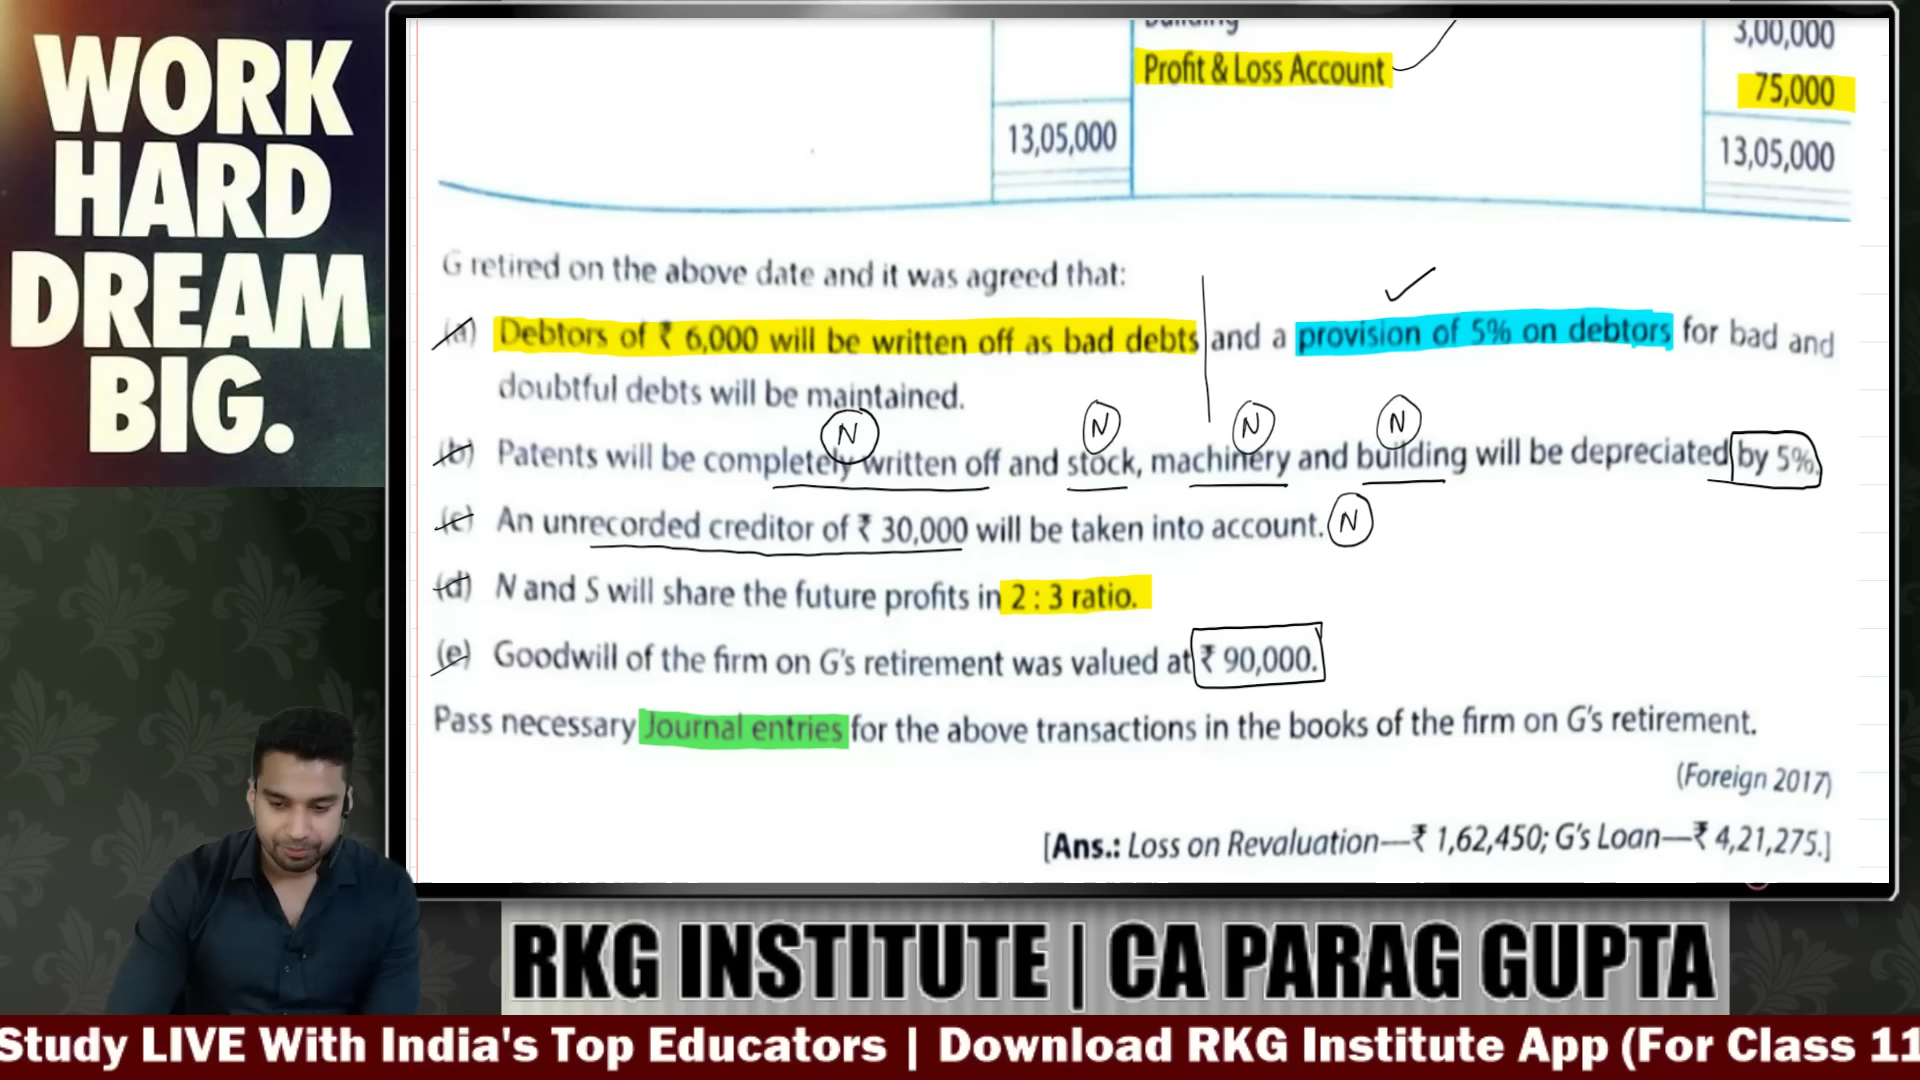 WORK
HARD
DREAM
BIG.
Building 3,00,000
Profit & Loss Account 75,000
13,05,000 13,05,000
G retired on the above date and it was agreed that:
(a) Debtors of ₹ 6,000 will be written off as bad debts and a provision of 5% on debtors for bad and
doubtful debts will be maintained.
N N N N
(b) Patents will be completely written off and stock, machinery and building will be depreciated by 5%.
(c) An unrecorded creditor of ₹ 30,000 will be taken into account. N
(d) N and S will share the future profits in 2 : 3 ratio.
(e) Goodwill of the firm on G's retirement was valued at ₹ 90,000.
Pass necessary Journal entries for the above transactions in the books of the firm on G's retirement.
(Foreign 2017)
[Ans.: Loss on Revaluation—₹ 1,62,450; G's Loan—₹ 4,21,275.]
RKG INSTITUTE | CA PARAG GUPTA
Study LIVE With India's Top Educators | Download RKG Institute App (For Class 11